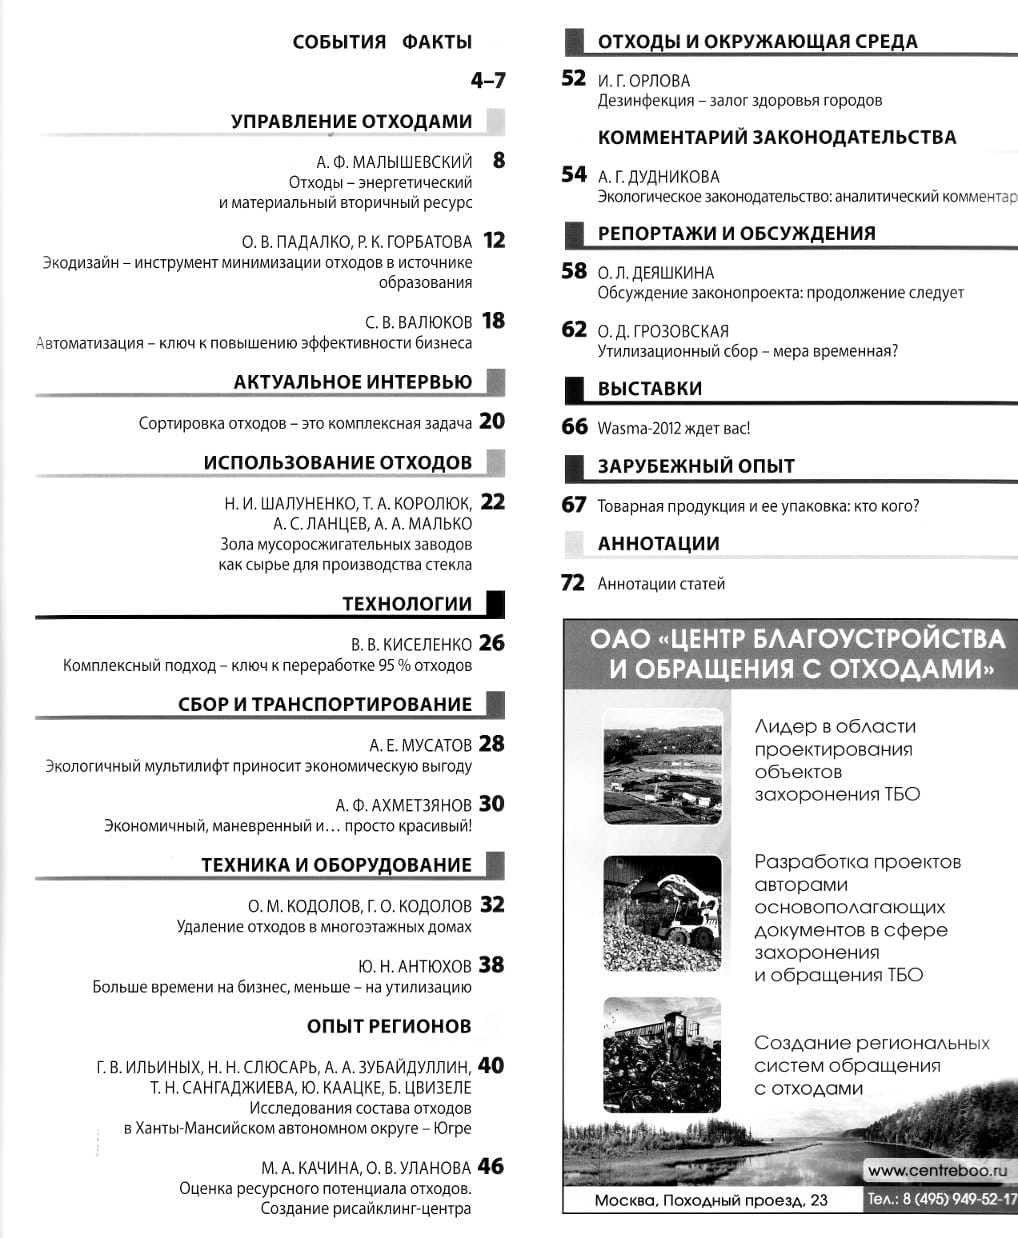 СОБЫТИЯ ФАКТЫ
4–7
УПРАВЛЕНИЕ ОТХОДАМИ
А. Ф. МАЛЫШЕВСКИЙ 8
Отходы – энергетический
и материальный вторичный ресурс
О. В. ПАДАЛКО, Р. К. ГОРБАТОВА 12
Экодизайн – инструмент минимизации отходов в источнике
образования
С. В. ВАЛЮКОВ 18
Автоматизация – ключ к повышению эффективности бизнеса
АКТУАЛЬНОЕ ИНТЕРВЬЮ
Сортировка отходов – это комплексная задача 20
ИСПОЛЬЗОВАНИЕ ОТХОДОВ
Н. И. ШАЛУНЕНКО, Т. А. КОРОЛЮК, 22
А. С. ЛАНЦЕВ, А. А. МАЛЬКО
Зола мусоросжигательных заводов
как сырье для производства стекла
ТЕХНОЛОГИИ
В. В. КИСЕЛЕНКО 26
Комплексный подход – ключ к переработке 95 % отходов
СБОР И ТРАНСПОРТИРОВАНИЕ
А. Е. МУСАТОВ 28
Экологичный мультилифт приносит экономическую выгоду
А. Ф. АХМЕТЗЯНОВ 30
Экономичный, маневренный и… просто красивый!
ТЕХНИКА И ОБОРУДОВАНИЕ
О. М. КОДОЛОВ, Г. О. КОДОЛОВ 32
Удаление отходов в многоэтажных домах
Ю. Н. АНТЮХОВ 38
Больше времени на бизнес, меньше – на утилизацию
ОПЫТ РЕГИОНОВ
Г. В. ИЛЬИНЫХ, Н. Н. СЛЮСАРЬ, А. А. ЗУБАЙДУЛЛИН, 40
Т. Н. САНГАДЖИЕВА, Ю. КААЦКЕ, Б. ЦВИЗЕЛЕ
Исследования состава отходов
в Ханты-Мансийском автономном округе – Югре
М. А. КАЧИНА, О. В. УЛАНОВА 46
Оценка ресурсного потенциала отходов.
Создание рисайклинг-центра
ОТХОДЫ И ОКРУЖАЮЩАЯ СРЕДА
52 И. Г. ОРЛОВА
Дезинфекция – залог здоровья городов
КОММЕНТАРИЙ ЗАКОНОДАТЕЛЬСТВА
54 А. Г. ДУДНИКОВА
Экологическое законодательство: аналитический комментар
РЕПОРТАЖИ И ОБСУЖДЕНИЯ
58 О. Л. ДЕЯШКИНА
Обсуждение законопроекта: продолжение следует
62 О. Д. ГРОЗОВСКАЯ
Утилизационный сбор – мера временная?
ВЫСТАВКИ
66 Wasma-2012 ждет вас!
ЗАРУБЕЖНЫЙ ОПЫТ
67 Товарная продукция и ее упаковка: кто кого?
АННОТАЦИИ
72 Аннотации статей
ОАО «ЦЕНТР БЛАГОУСТРОЙСТВА
И ОБРАЩЕНИЯ С ОТХОДАМИ»
Лидер в области
проектирования
объектов
захоронения ТБО
Разработка проектов
авторами
основополагающих
документов в сфере
захоронения
и обращения ТБО
Создание региональных
систем обращения
с отходами
www.centreboo.ru
Москва, Походный проезд, 23
Тел.: 8 (495) 949-52-17